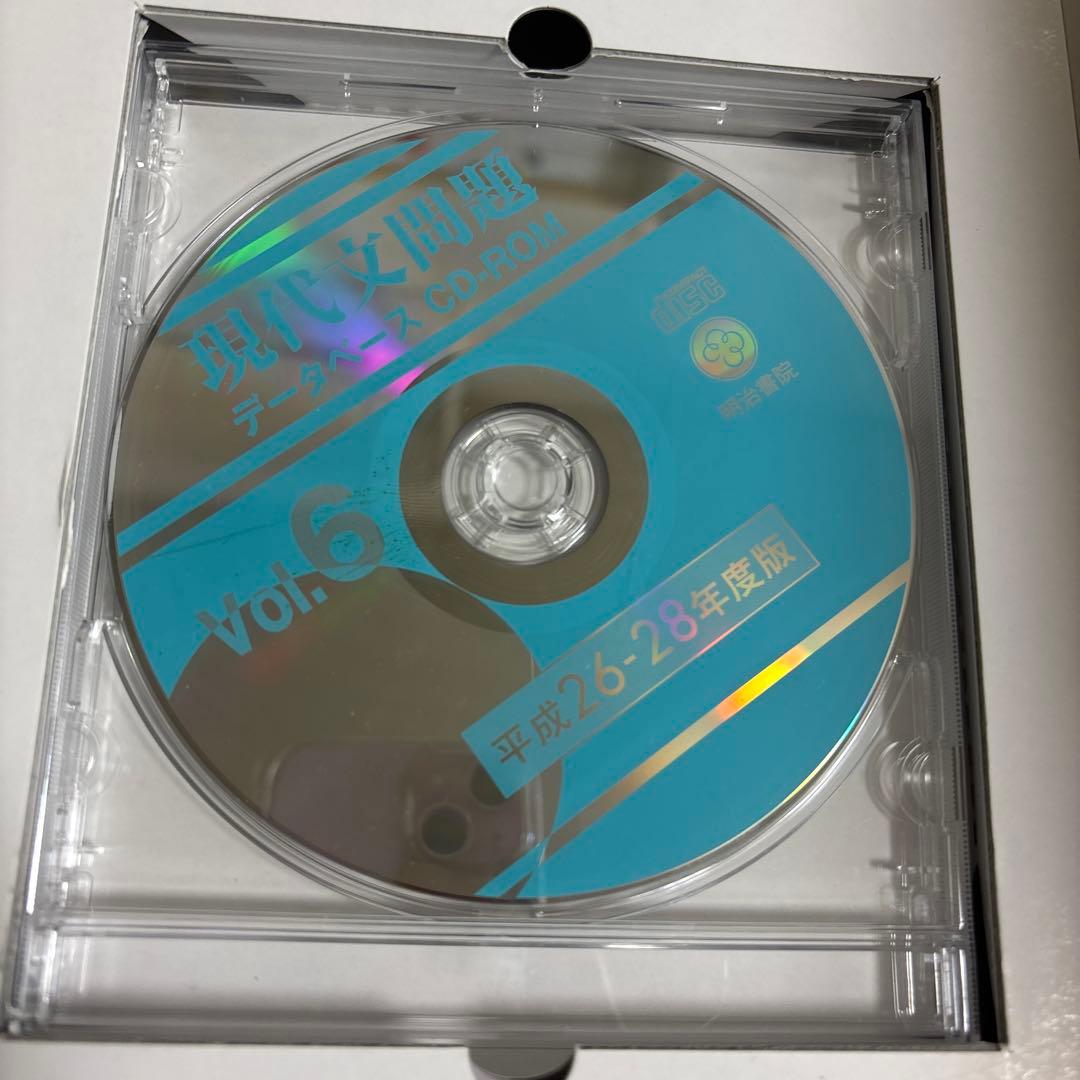 現代文問題
データベース CD-ROM
Vol.6
COMPACT
disc
明治書院
平成26-28年度版